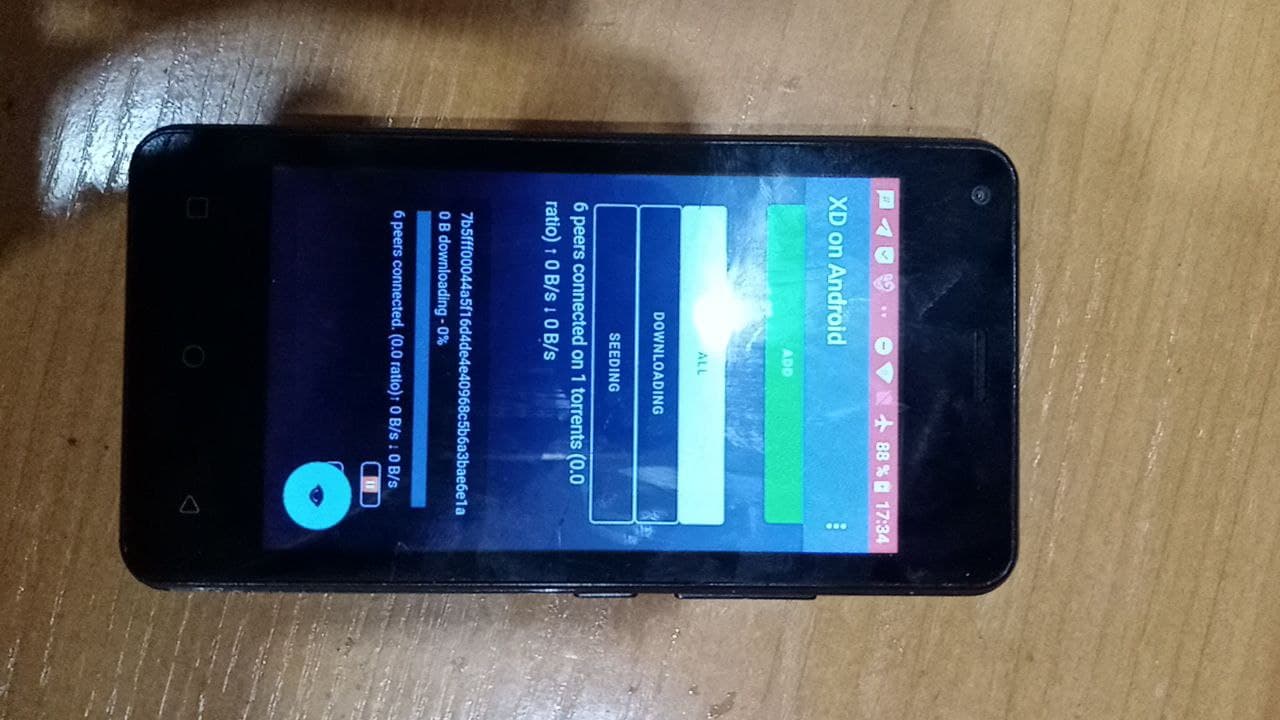 88 % 17:34
XD on Android
ADD
ALL
DOWNLOADING
SEEDING
6 peers connected on 1 torrents (0.0
ratio) ↑ 0 B/s ↓ 0 B/s
7b5fff00044a5f16d4de4e40968c5b6a3bae6e1a
0 B downloading - 0%
6 peers connected. (0.0 ratio)↑ 0 B/s ↓ 0 B/s